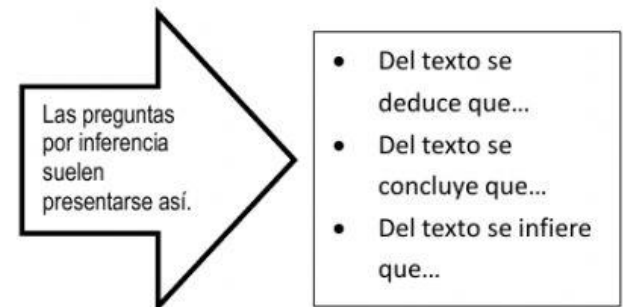 Las preguntas
por inferencia
suelen
presentarse así.
• Del texto se
deduce que...
• Del texto se
concluye que...
• Del texto se infiere
que...